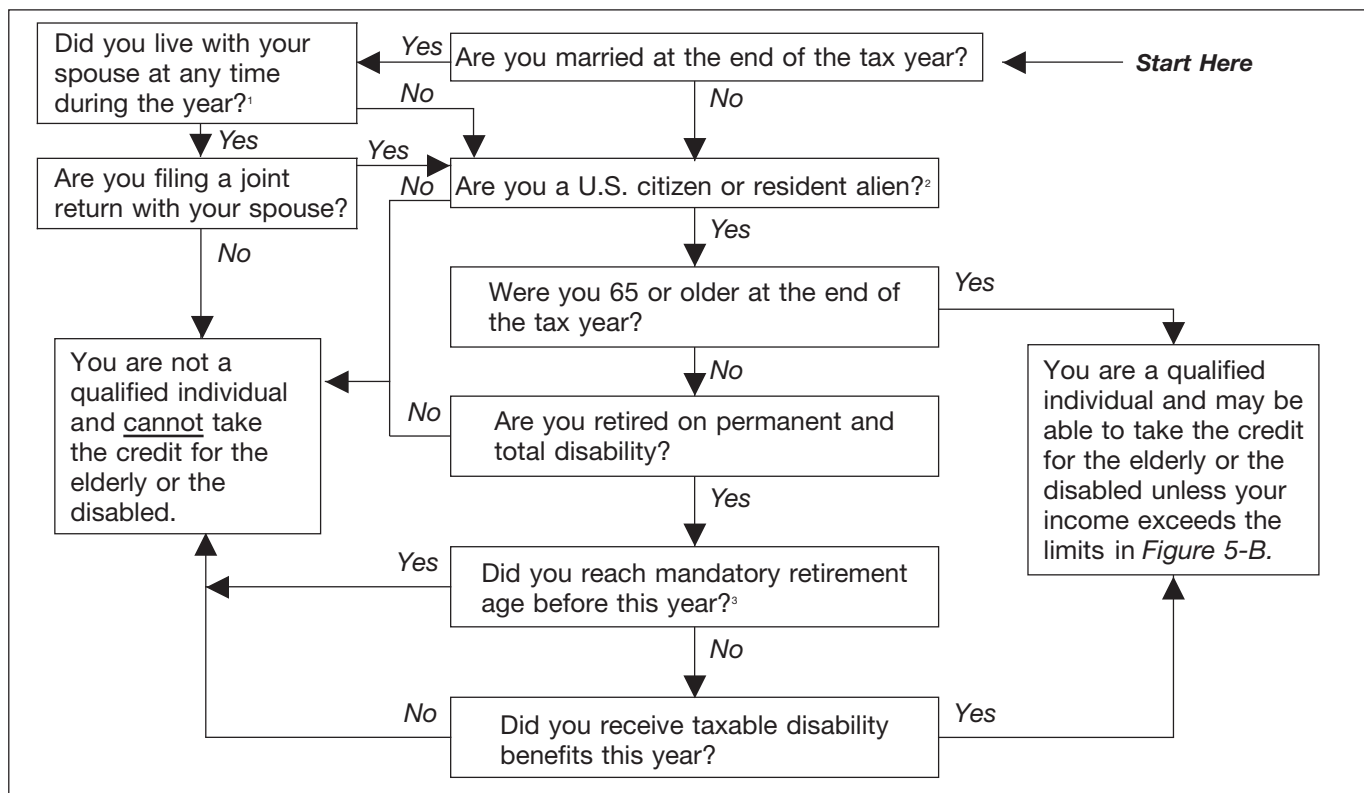 Did you live with your
spouse at any time
during the year?¹
Yes
Are you married at the end of the tax year?
Start Here
No
No
Yes
Are you filing a joint
return with your spouse?
Yes
No
Are you a U.S. citizen or resident alien?²
No
Yes
Were you 65 or older at the end of
the tax year?
Yes
No
You are not a
qualified individual
and cannot take
the credit for the
elderly or the
disabled.
No
Are you retired on permanent and
total disability?
Yes
You are a qualified
individual and may be
able to take the credit
for the elderly or the
disabled unless your
income exceeds the
limits in Figure 5-B.
Yes
Did you reach mandatory retirement
age before this year?³
No
No
Did you receive taxable disability
benefits this year?
Yes